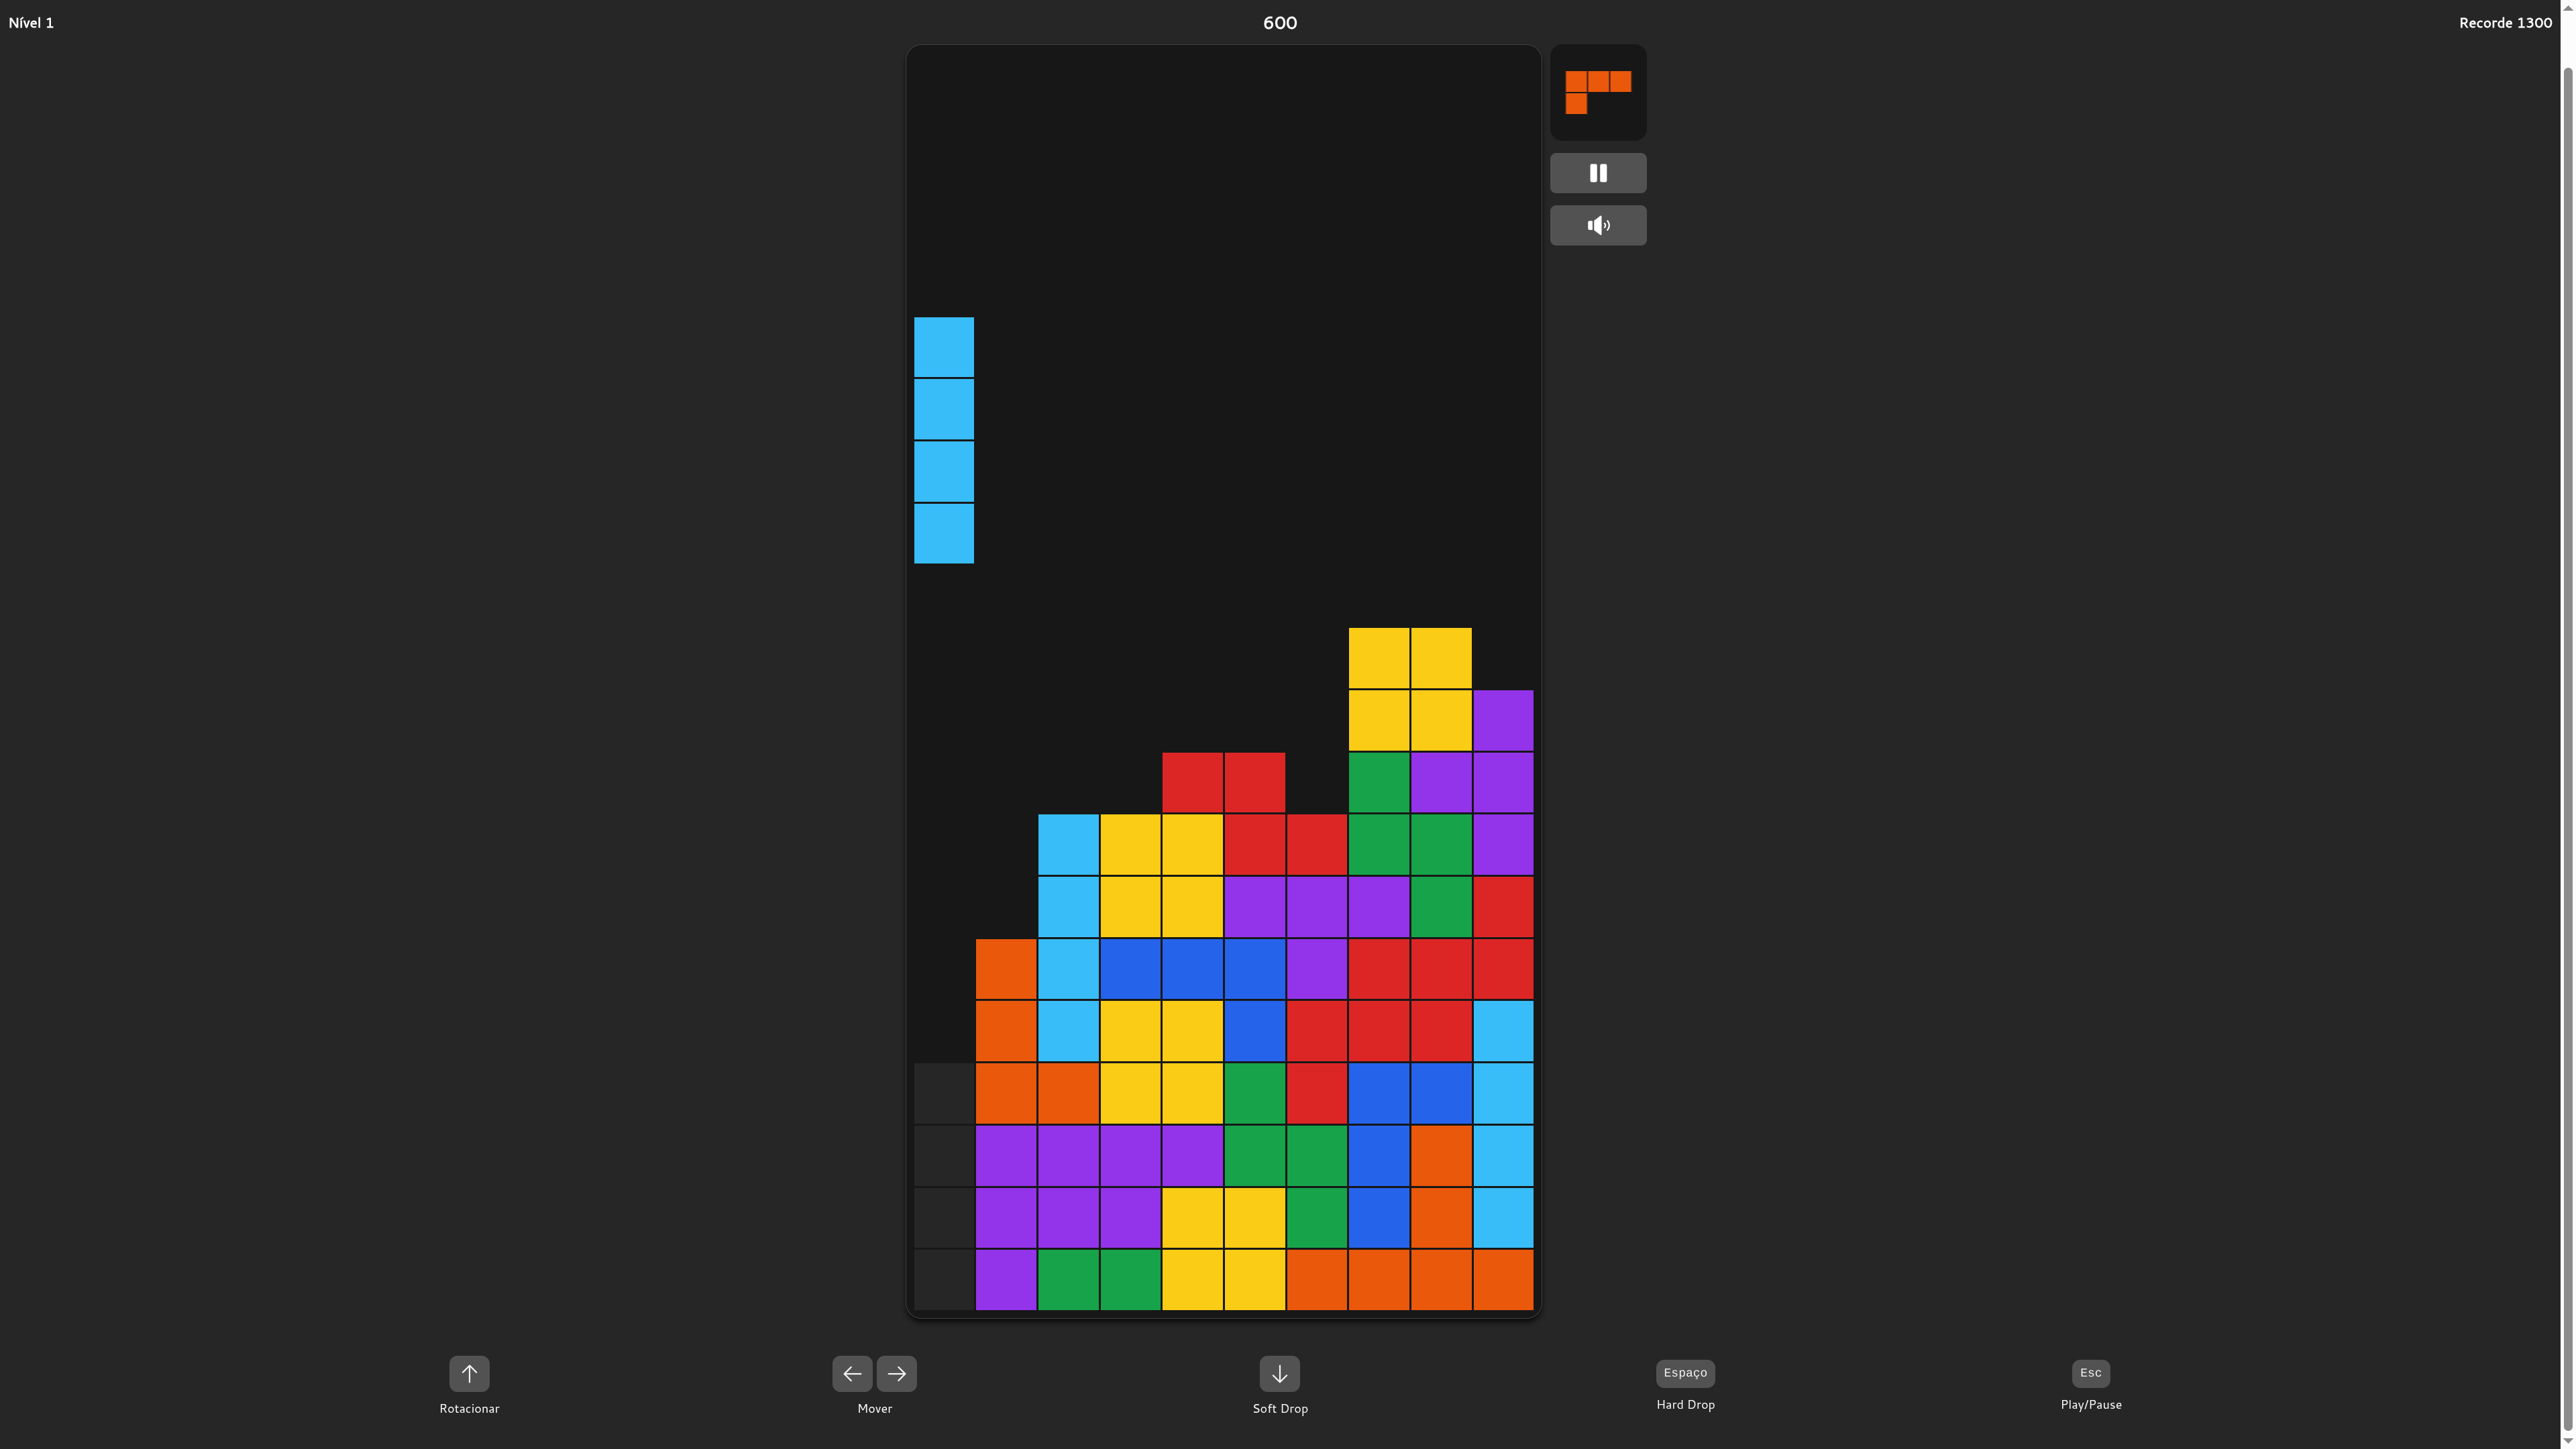 Nível 1
600
Recorde 1300
Rotacionar
Mover
Soft Drop
Espaço
Hard Drop
Esc
Play/Pause